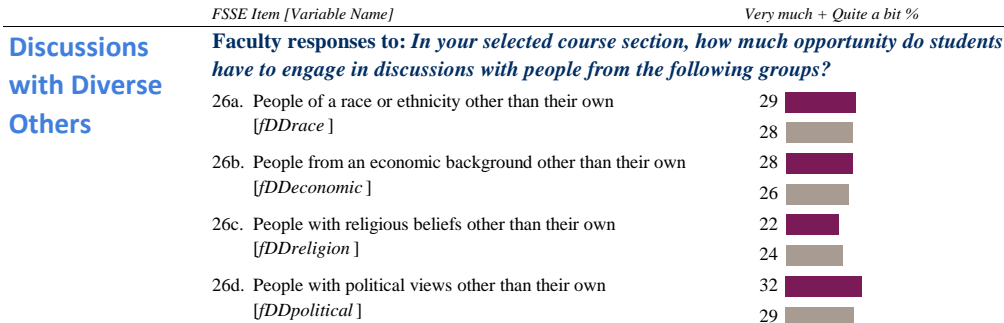 FSSE Item [Variable Name] Very much + Quite a bit %
Discussions
with Diverse
Others
Faculty responses to: In your selected course section, how much opportunity do students
have to engage in discussions with people from the following groups?
26a. People of a race or ethnicity other than their own 29
[fDDrace ] 28
26b. People from an economic background other than their own 28
[fDDeconomic ] 26
26c. People with religious beliefs other than their own 22
[fDDreligion ] 24
26d. People with political views other than their own 32
[fDDpolitical ] 29